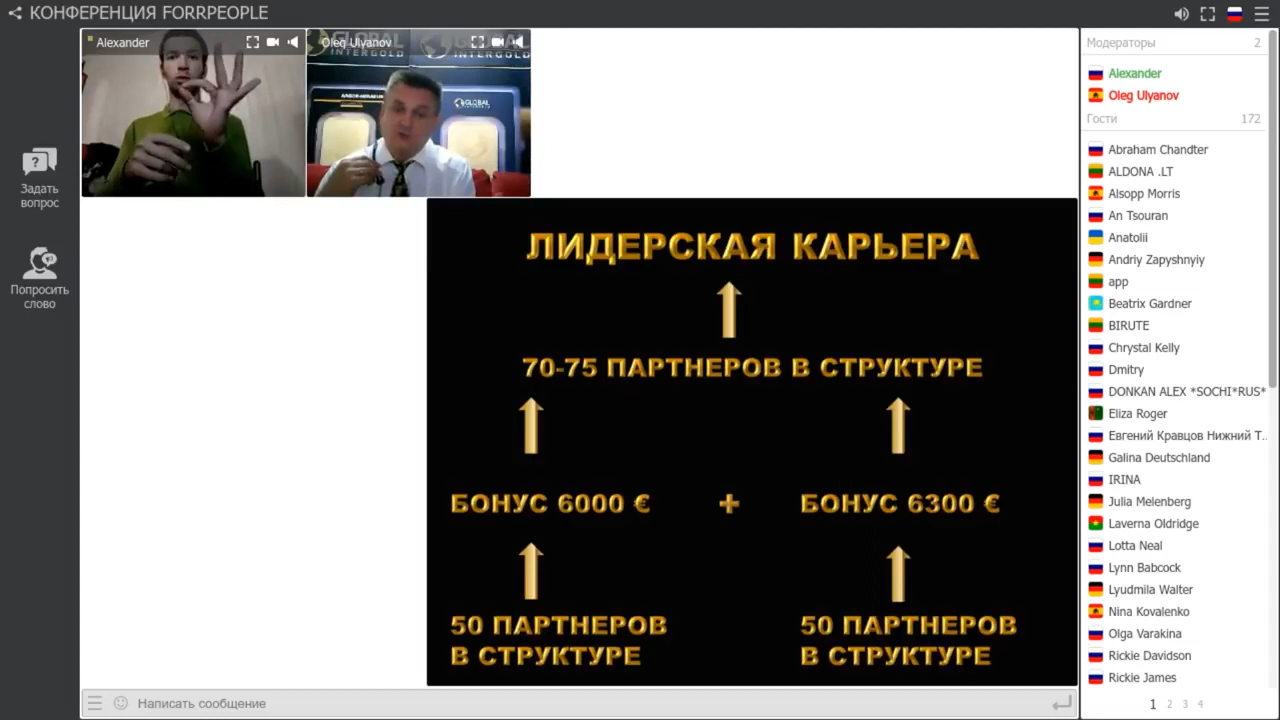 КОНФЕРЕНЦИЯ FORRPEOPLE
Alexander
Oleg Ulyanov
GLOBAL
INTERGOLD
INTERGOLD
GLOBAL
Задать
вопрос
Попросить
слово
ЛИДЕРСКАЯ КАРЬЕРА
70-75 ПАРТНЕРОВ В СТРУКТУРЕ
БОНУС 6000 € + БОНУС 6300 €
50 ПАРТНЕРОВ
В СТРУКТУРЕ
50 ПАРТНЕРОВ
В СТРУКТУРЕ
Написать сообщение
Модераторы 2
Alexander
Oleg Ulyanov
Гости 172
Abraham Chandter
ALDONA .LT
Alsopp Morris
An Tsouran
Anatolii
Andriy Zapyshnyiy
app
Beatrix Gardner
BIRUTE
Chrystal Kelly
Dmitry
DONKAN ALEX *SOCHI*RUS*
Eliza Roger
Евгений Кравцов Нижний Т..
Galina Deutschland
IRINA
Julia Melenberg
Laverna Oldridge
Lotta Neal
Lynn Babcock
Lyudmila Walter
Nina Kovalenko
Olga Varakina
Rickie Davidson
Rickie James
1 2 3 4